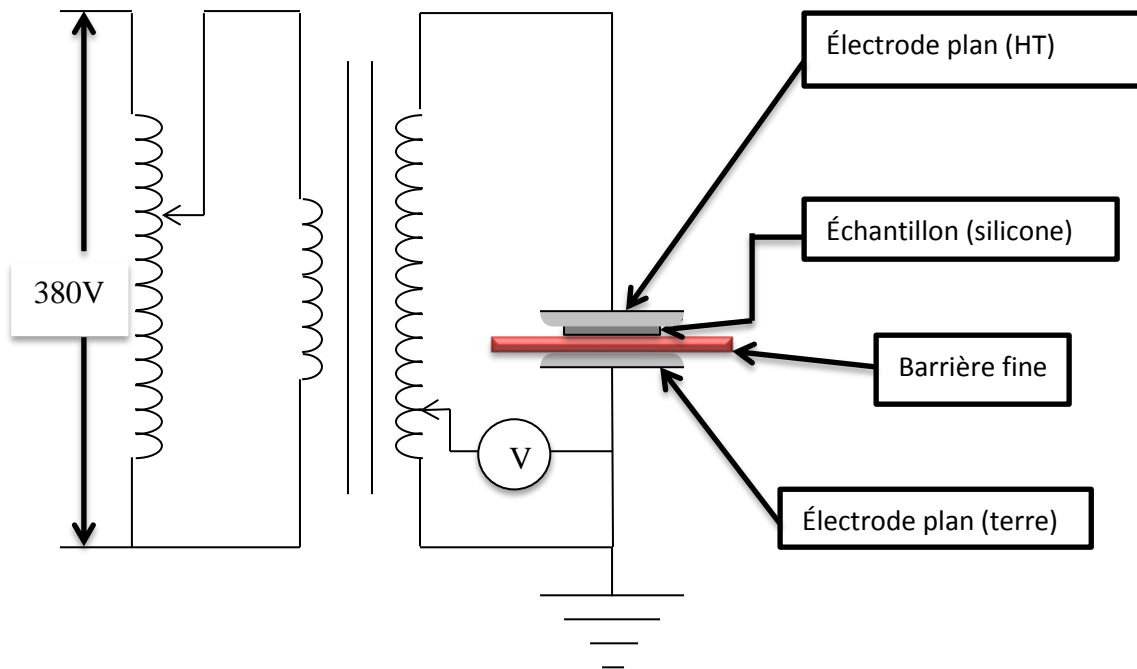 Électrode plan (HT)
Échantillon (silicone)
380V
Barrière fine
V
Électrode plan (terre)